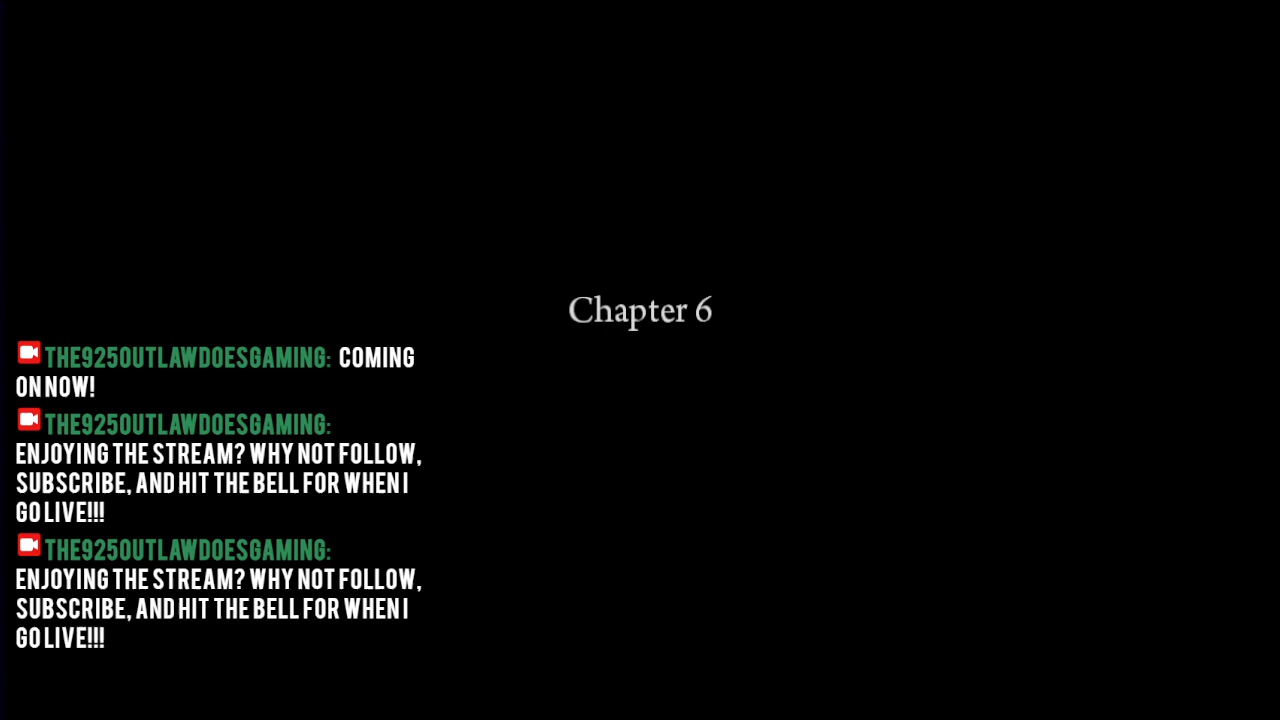 Chapter 6
THE925OUTLAWDOESGAMING: COMING
ON NOW!
THE925OUTLAWDOESGAMING:
ENJOYING THE STREAM? WHY NOT FOLLOW,
SUBSCRIBE, AND HIT THE BELL FOR WHEN I
GO LIVE!!!
THE925OUTLAWDOESGAMING:
ENJOYING THE STREAM? WHY NOT FOLLOW,
SUBSCRIBE, AND HIT THE BELL FOR WHEN I
GO LIVE!!!